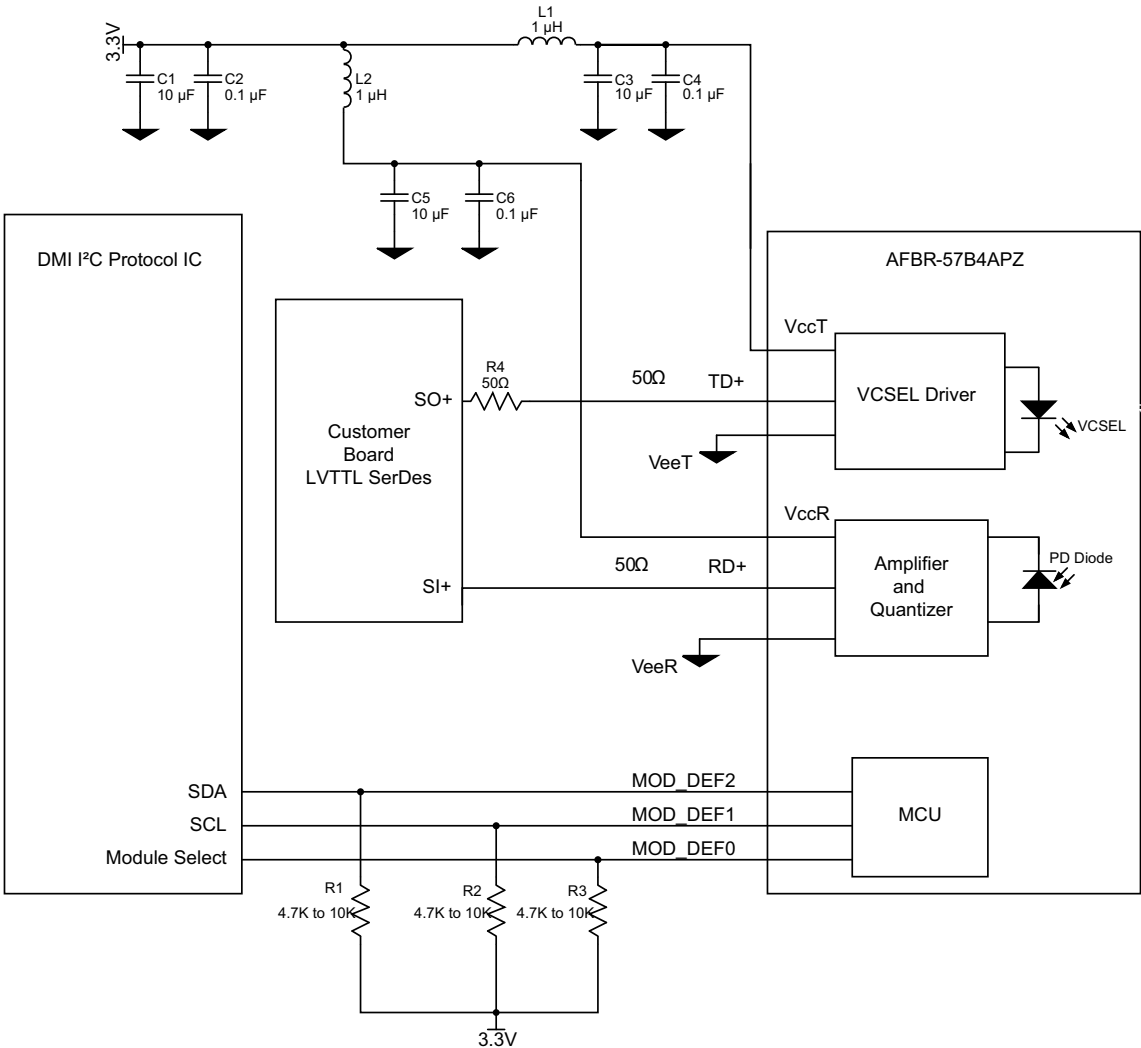 L1
1 µH
3.3V
C1
10 µF
C2
0.1 µF
L2
1 µH
C3
10 µF
C4
0.1 µF
C5
10 µF
C6
0.1 µF
DMI I²C Protocol IC
AFBR-57B4APZ
VccT
R4
50Ω
50Ω
TD+
SO+
VCSEL Driver
VCSEL
Customer
Board
LVTTL SerDes
VeeT
VccR
50Ω
RD+
SI+
Amplifier
and
Quantizer
PD Diode
VeeR
SDA
MOD_DEF2
SCL
MOD_DEF1
MCU
Module Select
MOD_DEF0
R1
4.7K to 10K
R2
4.7K to 10K
R3
4.7K to 10K
3.3V